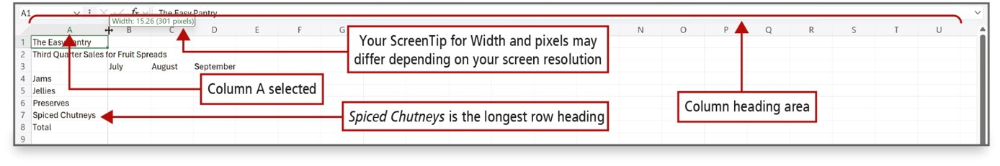 A1 fx The Easy Pantry
Width: 15.26 (301 pixels)
A B C D E F G N O P Q R S T U
1 The Easy Pantry
2 Third Quarter Sales for Fruit Spreads
3 July August September
4 Jams
5 Jellies
6 Preserves
7 Spiced Chutneys
8 Total
9
Your ScreenTip for Width and pixels may
differ depending on your screen resolution
Column A selected
Spiced Chutneys is the longest row heading
Column heading area